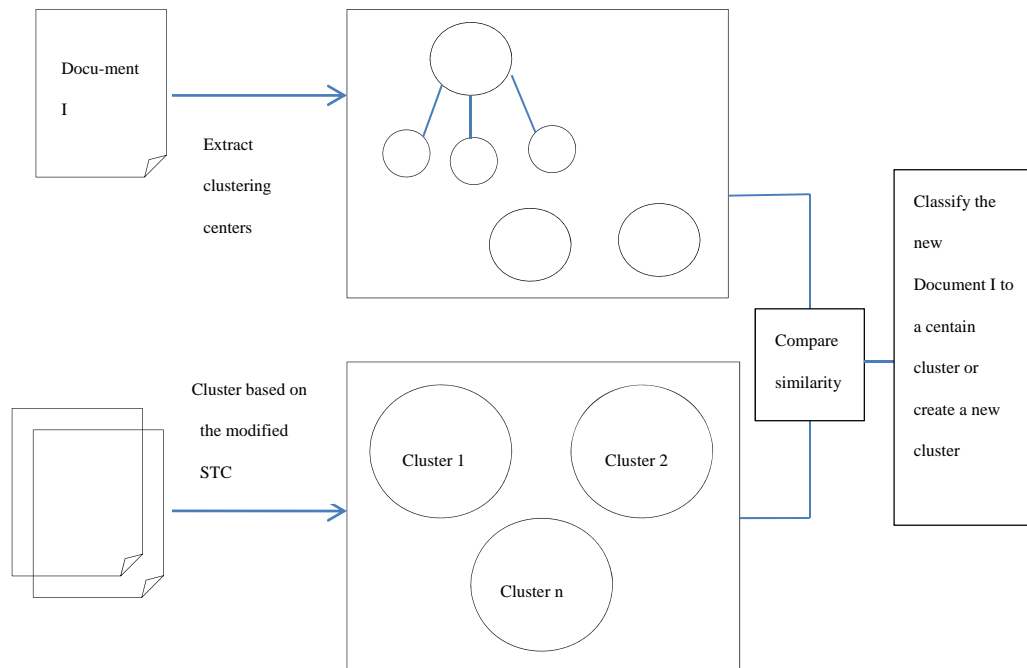 Docu-ment
I
Extract
clustering
centers
Cluster based on
the modified
STC
Cluster 1
Cluster 2
Cluster n
Compare
similarity
Classify the
new
Document I to
a centain
cluster or
create a new
cluster